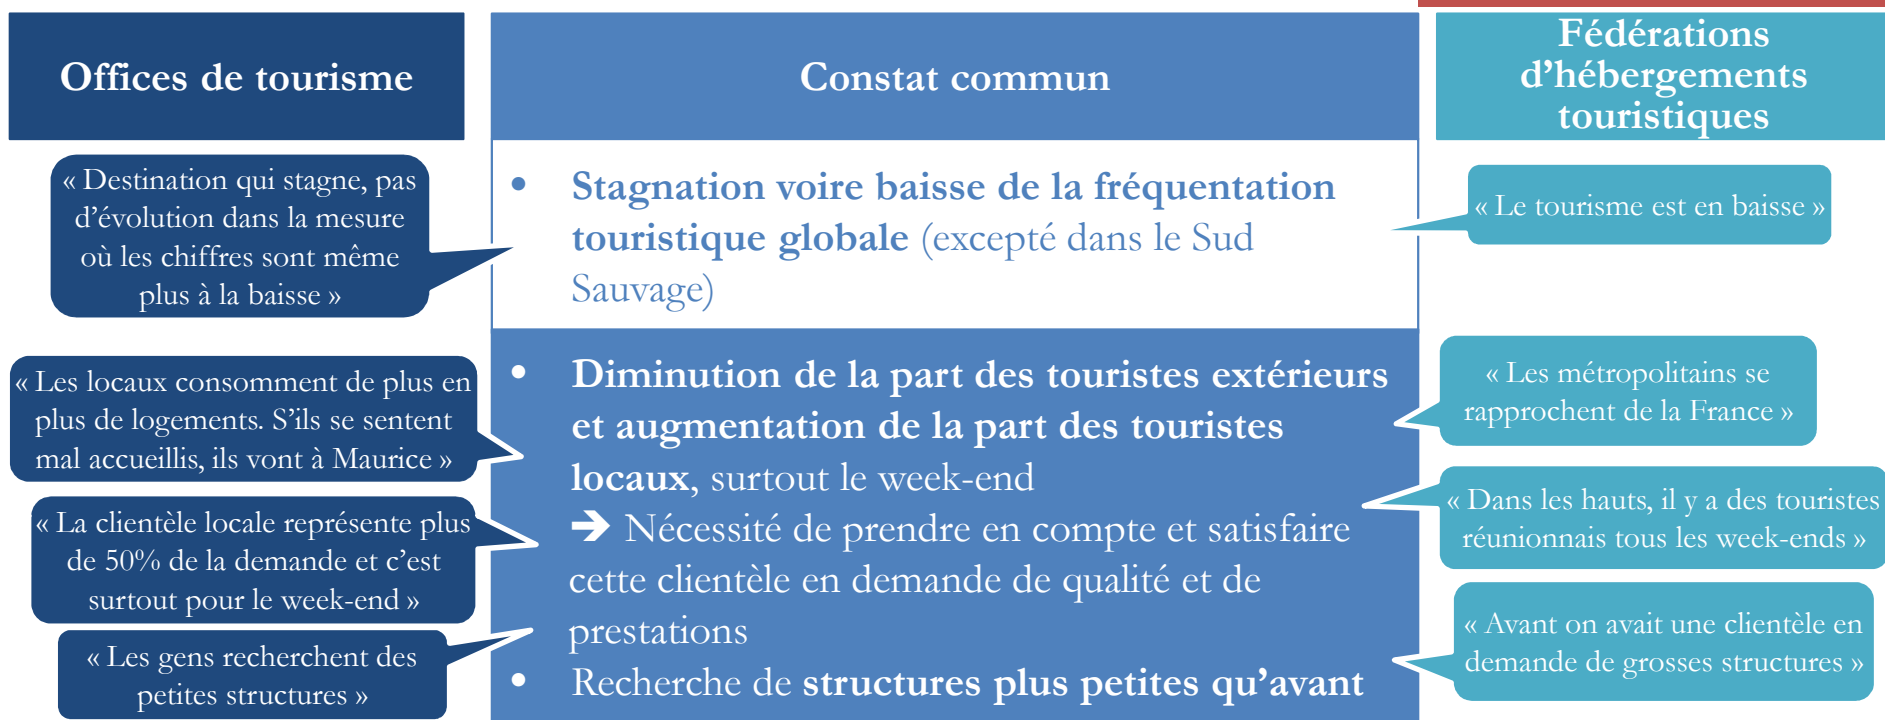 Offices de tourisme
Constat commun
Fédérations
d'hébergements
touristiques
« Destination qui stagne, pas
d'évolution dans la mesure
où les chiffres sont même
plus à la baisse »
• Stagnation voire baisse de la fréquentation
touristique globale (excepté dans le Sud
Sauvage)
« Le tourisme est en baisse »
« Les locaux consomment de plus en
plus de logements. S'ils se sentent
mal accueillis, ils vont à Maurice »
« La clientèle locale représente plus
de 50% de la demande et c'est
surtout pour le week-end »
« Les gens recherchent des
petites structures »
• Diminution de la part des touristes extérieurs
et augmentation de la part des touristes
locaux, surtout le week-end
➔ Nécessité de prendre en compte et satisfaire
cette clientèle en demande de qualité et de
prestations
• Recherche de structures plus petites qu'avant
« Les métropolitains se
rapprochent de la France »
« Dans les hauts, il y a des touristes
réunionnais tous les week-ends »
« Avant on avait une clientèle en
demande de grosses structures »